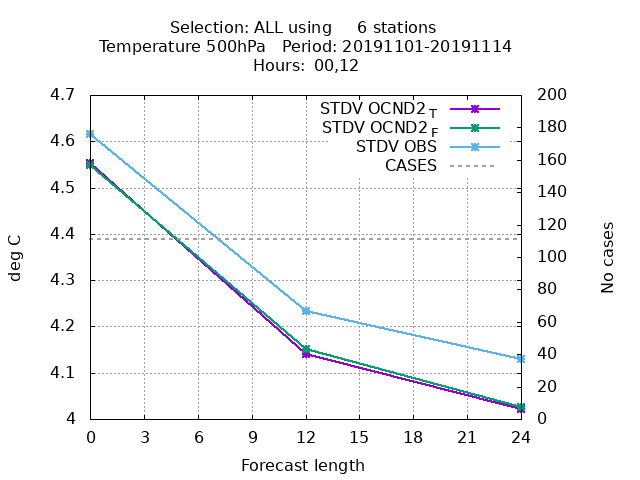 Selection: ALL using     6 stations
Temperature 500hPa   Period: 20191101-20191114
Hours:  00,12
4.7
4.6
4.5
4.4
4.3
4.2
4.1
4
deg C
STDV OCND2 T
STDV OCND2 F
STDV OBS
CASES
200
180
160
140
120
100
80
60
40
20
0
No cases
0 3 6 9 12 15 18 21 24
Forecast length